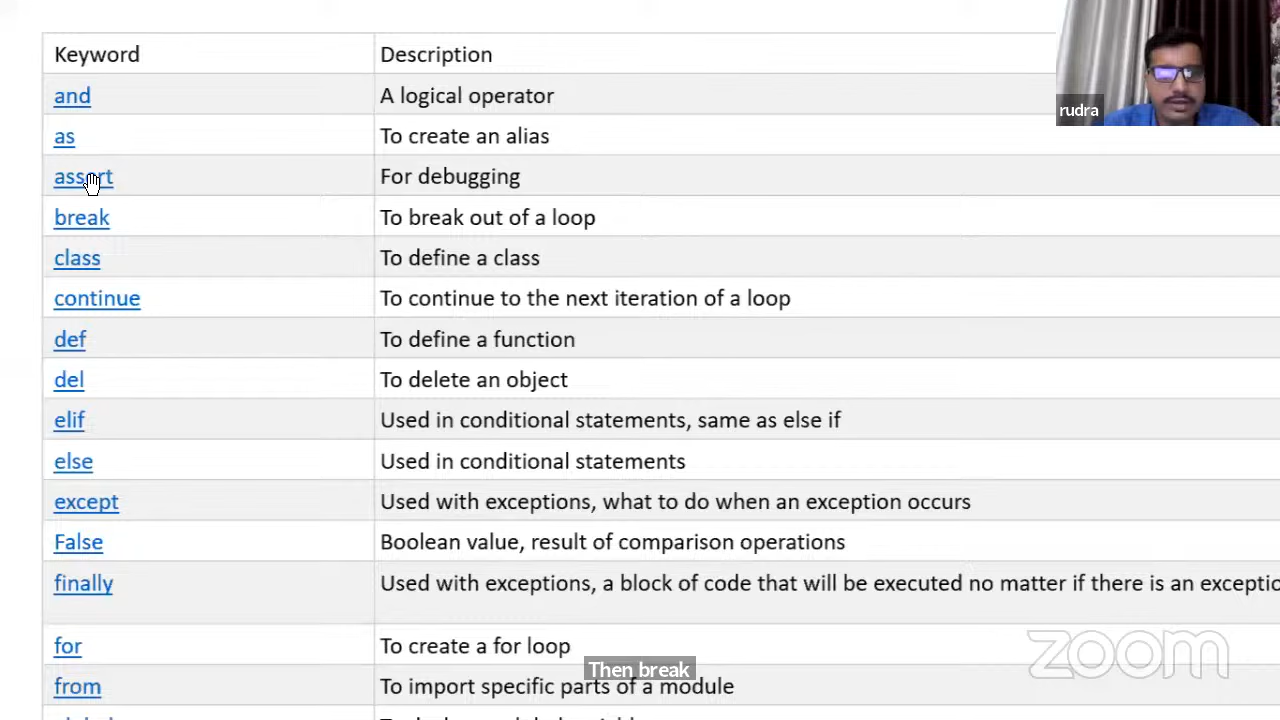 Keyword Description
and A logical operator
rudra
as To create an alias
assert For debugging
break To break out of a loop
class To define a class
continue To continue to the next iteration of a loop
def To define a function
del To delete an object
elif Used in conditional statements, same as else if
else Used in conditional statements
except Used with exceptions, what to do when an exception occurs
False Boolean value, result of comparison operations
finally Used with exceptions, a block of code that will be executed no matter if there is an
for To create a for loop
zoom
Then break
from To import specific parts of a module